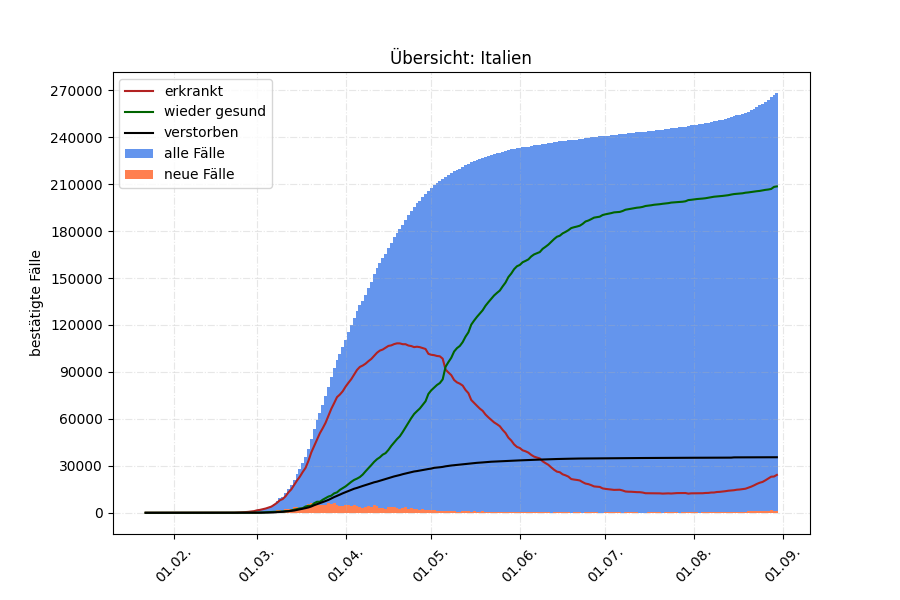 Übersicht: Italien
erkrankt
wieder gesund
verstorben
alle Fälle
neue Fälle
bestätigte Fälle
270000
240000
210000
180000
150000
120000
90000
60000
30000
0
01.02.
01.03.
01.04.
01.05.
01.06.
01.07.
01.08.
01.09.